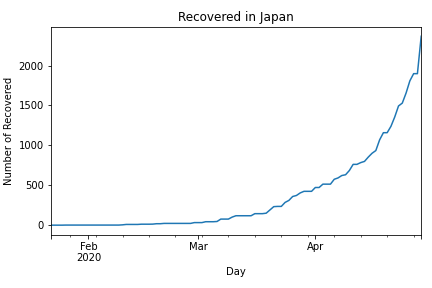 Recovered in Japan
Number of Recovered
2000
1500
1000
500
0
Feb
2020
Mar
Apr
Day